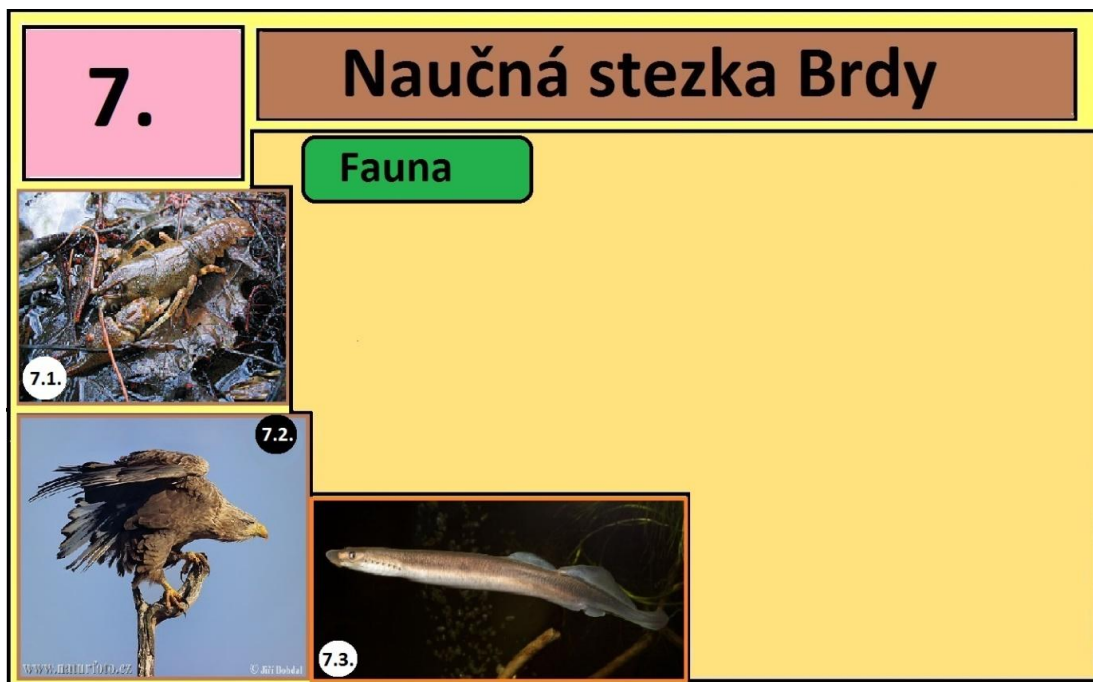 7.
Naučná stezka Brdy
Fauna
7.1.
7.2.
www.naturfoto.cz
© Jiří Bohdal
7.3.